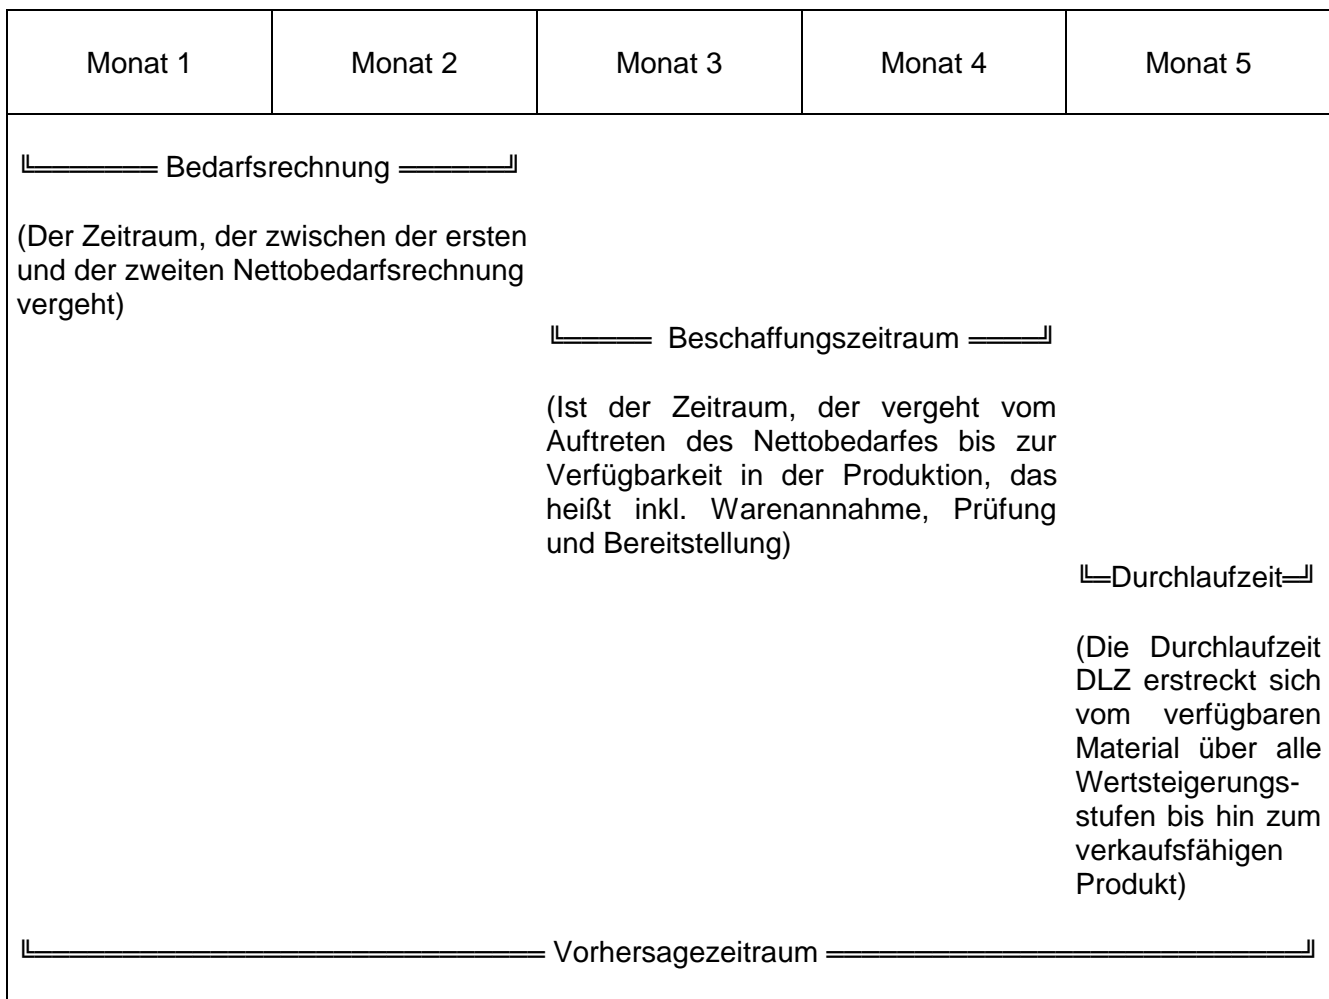 Monat 1 Monat 2 Monat 3 Monat 4 Monat 5
╙═══════ Bedarfsrechnung ══════╜
(Der Zeitraum, der zwischen der ersten
und der zweiten Nettobedarfsrechnung
vergeht)
╙═════ Beschaffungszeitraum ════╜
(Ist der Zeitraum, der vergeht vom
Auftreten des Nettobedarfes bis zur
Verfügbarkeit in der Produktion, das
heißt inkl. Warenannahme, Prüfung
und Bereitstellung)
╙═Durchlaufzeit═╜
(Die Durchlaufzeit
DLZ erstreckt sich
vom verfügbaren
Material über alle
Wertsteigerungs-
stufen bis hin zum
verkaufsfähigen
Produkt)
╙═════════════════════════════ Vorhersagezeitraum ═══════════════════════════╜